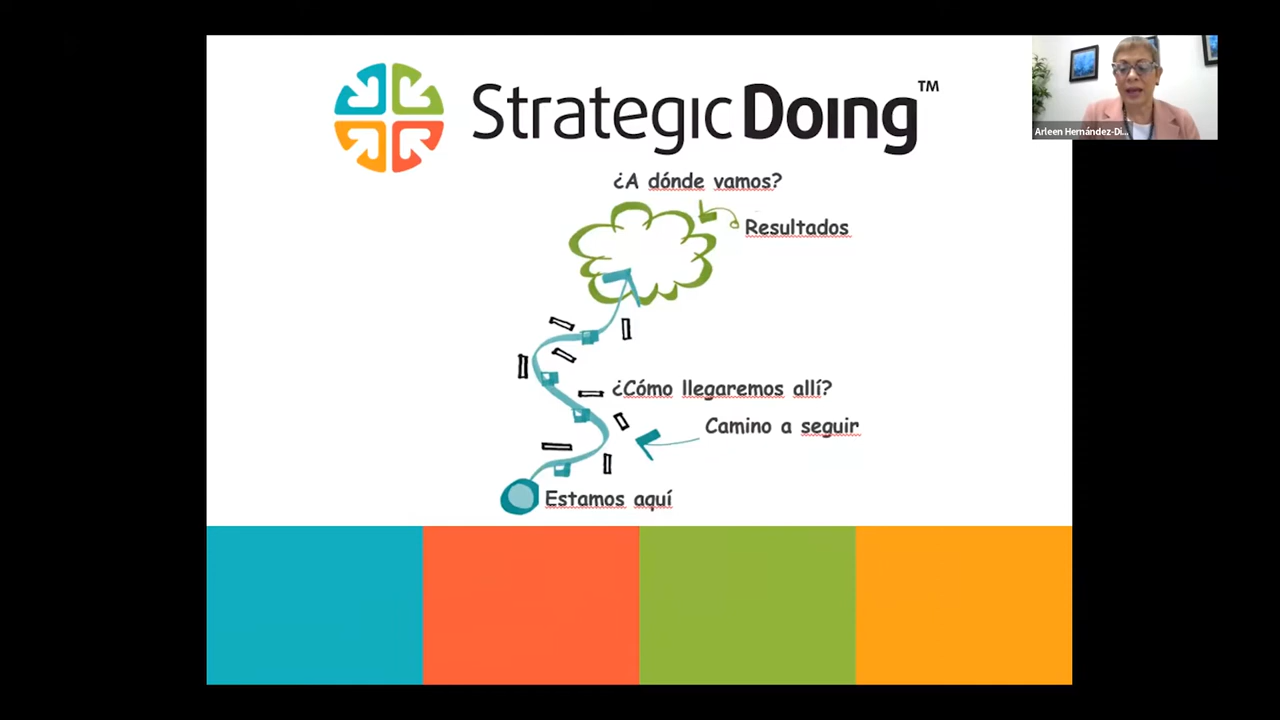 StrategicDoing™
Arleen Hernández-Di...
¿A dónde vamos?
Resultados
¿Cómo llegaremos allí?
Camino a seguir
Estamos aquí